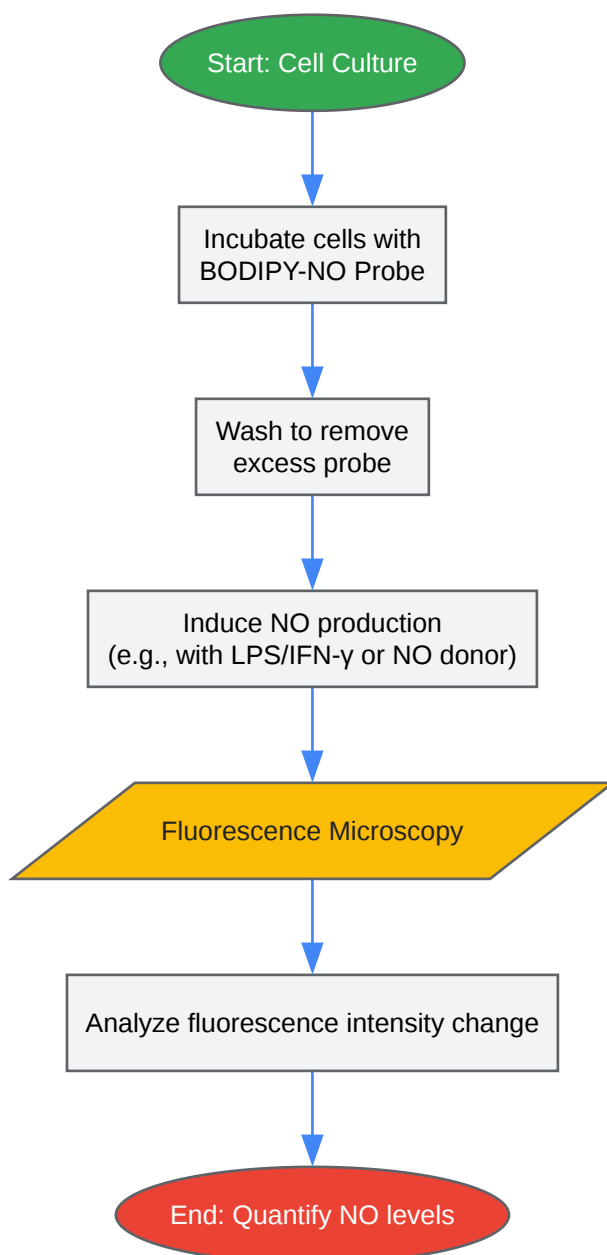 Start: Cell Culture
Incubate cells with
BODIPY-NO Probe
Wash to remove
excess probe
Induce NO production
(e.g., with LPS/IFN-γ or NO donor)
Fluorescence Microscopy
Analyze fluorescence intensity change
End: Quantify NO levels